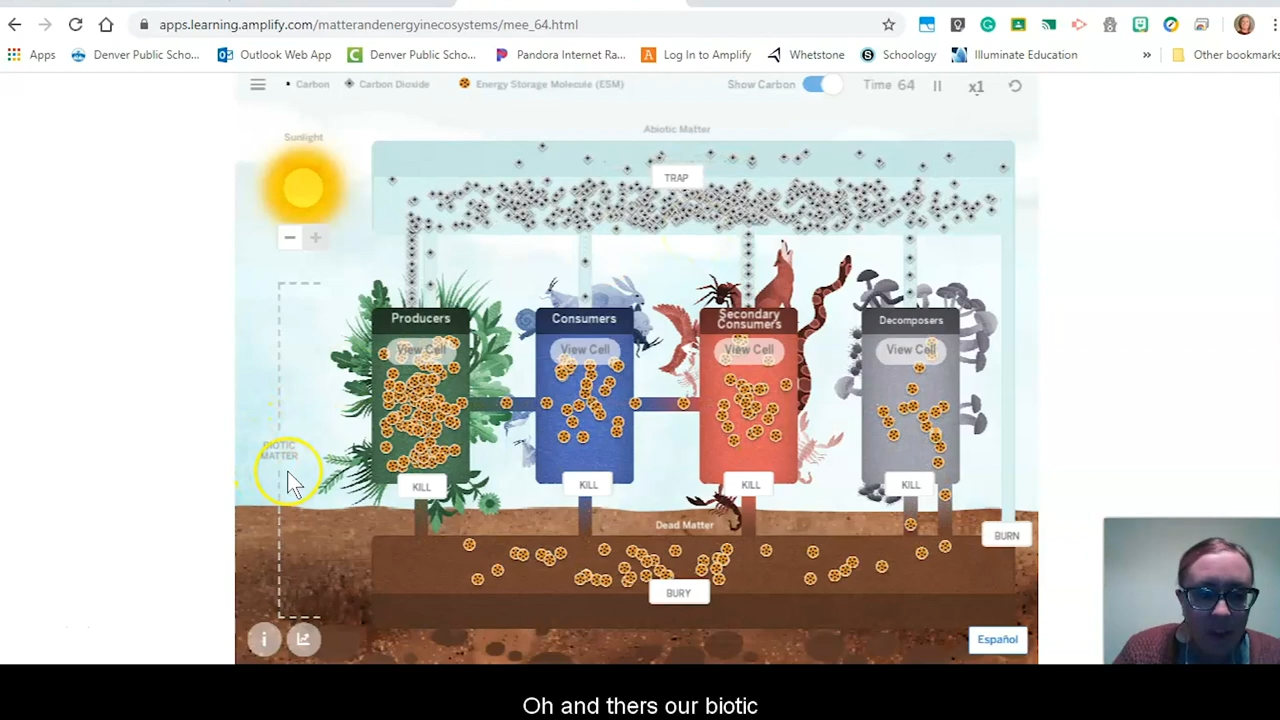 apps.learning.amplify.com/matterandenergyinecosystems/mee_64.html
Apps Denver Public Scho... Outlook Web App Denver Public Scho... Pandora Internet Ra... Log In to Amplify Whetstone Schoology Illuminate Education » Other bookmarks
Carbon Carbon Dioxide Energy Storage Molecule (ESM) Show Carbon Time 64 x1
Sunlight
Abiotic Matter
TRAP
Producers Consumers Secondary Consumers Decomposers
View Cell View Cell View Cell View Cell
BIOTIC
MATTER
KILL KILL KILL KILL
Dead Matter
BURN
BURY
Español
Oh and thers our biotic